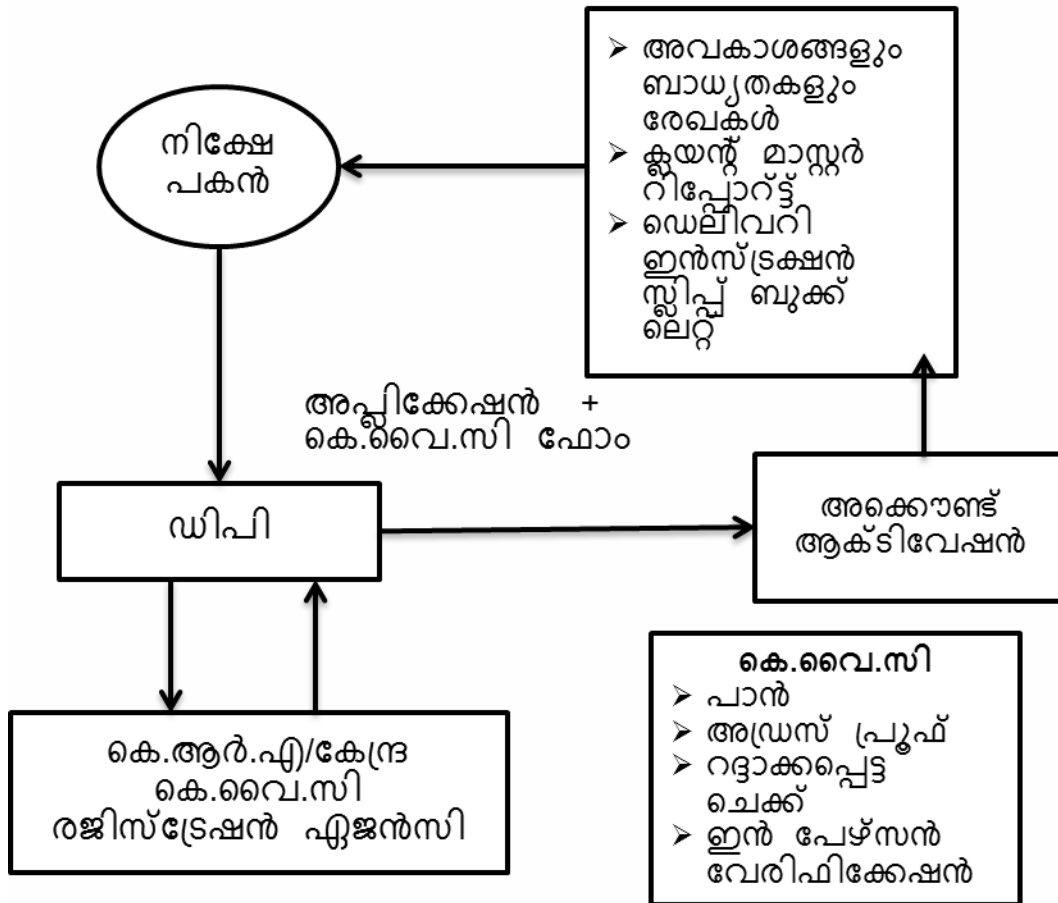 നിക്ഷേ
പകൻ
➢ അവകാശങ്ങളും
ബാധ്യതകളും
രേഖകൾ
➢ ക്ലയന്റ് മാസ്റ്റർ
റിപ്പോർട്ട്
➢ ഡെലിവറി
ഇൻസ്ട്രക്ഷൻ
സ്ലിപ്പ് ബുക്ക്
ലെറ്റ്
അപ്ലിക്കേഷൻ +
കെ.വൈ.സി ഫോം
ഡിപി
അക്കൌണ്ട്
ആക്ടിവേഷൻ
കെ.ആർ.എ/കേന്ദ്ര
കെ.വൈ.സി
രജിസ്ട്രേഷൻ ഏജൻസി
കെ.വൈ.സി
➢ പാൻ
➢ അഡ്രസ് പ്രൂഫ്
➢ റദ്ദാക്കപ്പെട്ട
ചെക്ക്
➢ ഇൻ പേഴ്സൻ
വേരിഫിക്കേഷൻ